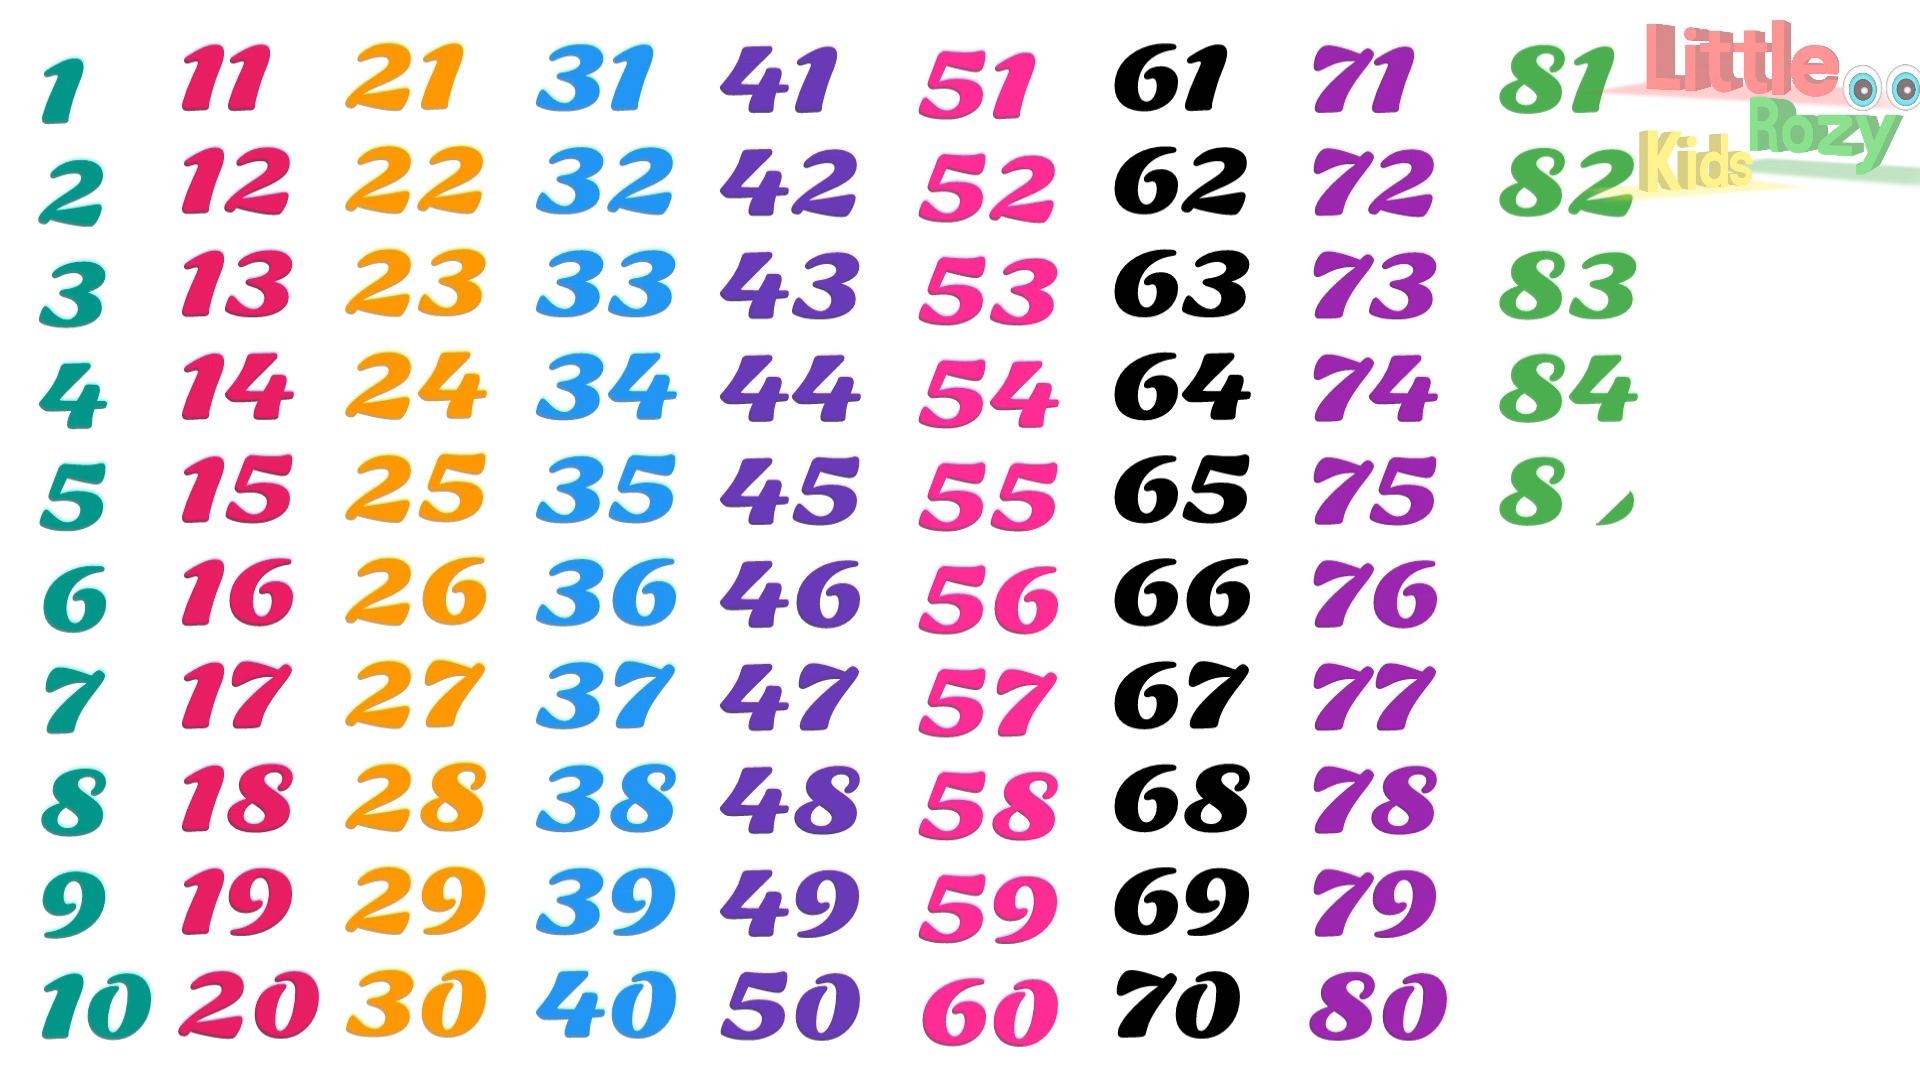 1 11 21 31 41 51 61 71 81 Little
2 12 22 32 42 52 62 72 82 Kids Rozy
3 13 23 33 43 53 63 73 83
4 14 24 34 44 54 64 74 84
5 15 25 35 45 55 65 75 8
6 16 26 36 46 56 66 76
7 17 27 37 47 57 67 77
8 18 28 38 48 58 68 78
9 19 29 39 49 59 69 79
10 20 30 40 50 60 70 80